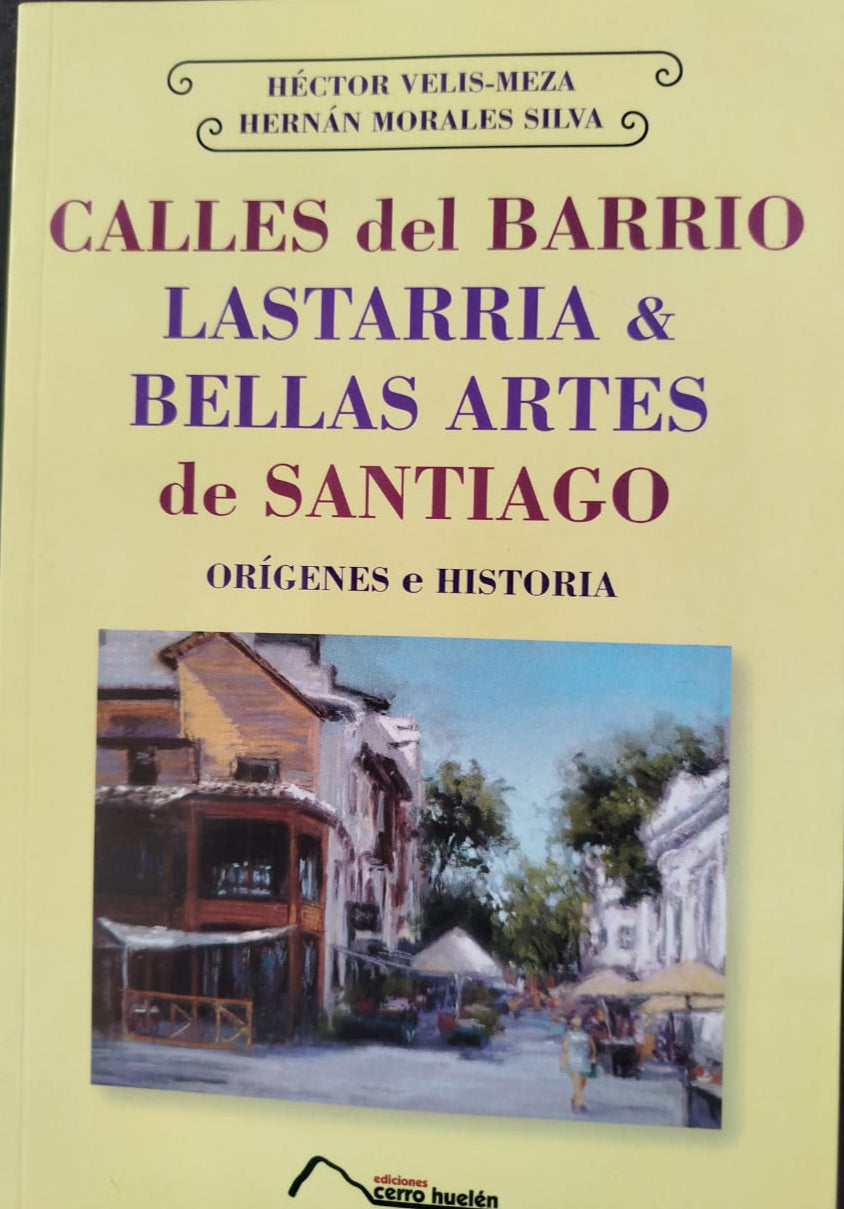 HÉCTOR VELIS-MEZA
HERNÁN MORALES SILVA
CALLES del BARRIO
LASTARRIA &
BELLAS ARTES
de SANTIAGO
ORÍGENES e HISTORIA
ediciones
cerro huelén